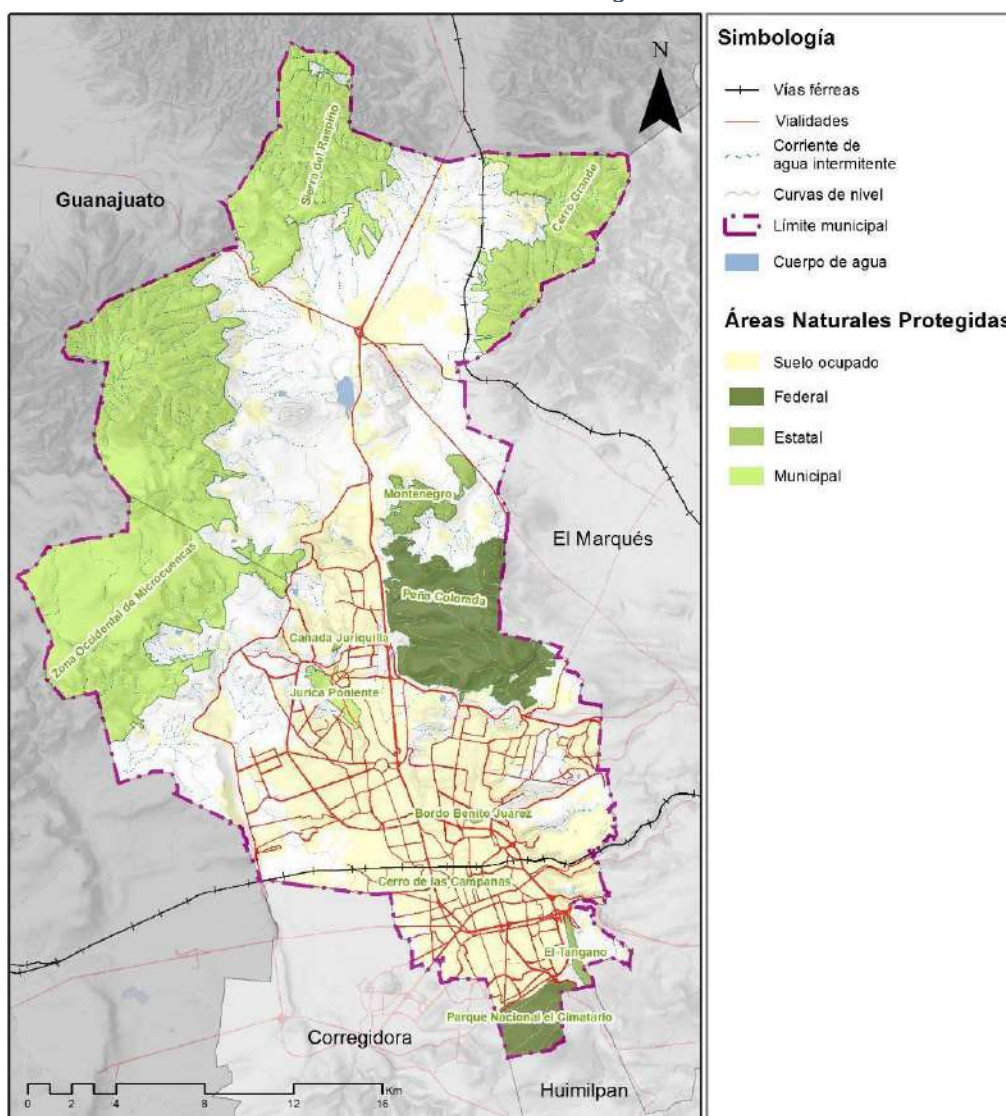 N
Guanajuato
Sierra del Raspiño
Cerro Grande
Montenegro
El Marqués
Peña Colorada
Zona Occidental de Microcuencas
Cañada Juriquilla
Jurica Poniente
Bordo Benito Juárez
Cerro de las Campanas
El Tángano
Parque Nacional el Cimatario
Corregidora
Huimilpan
Km
0 2 4 8 12 16
Simbología
Vías férreas
Vialidades
Corriente de
agua intermitente
Curvas de nivel
Límite municipal
Cuerpo de agua
Áreas Naturales Protegidas
Suelo ocupado
Federal
Estatal
Municipal